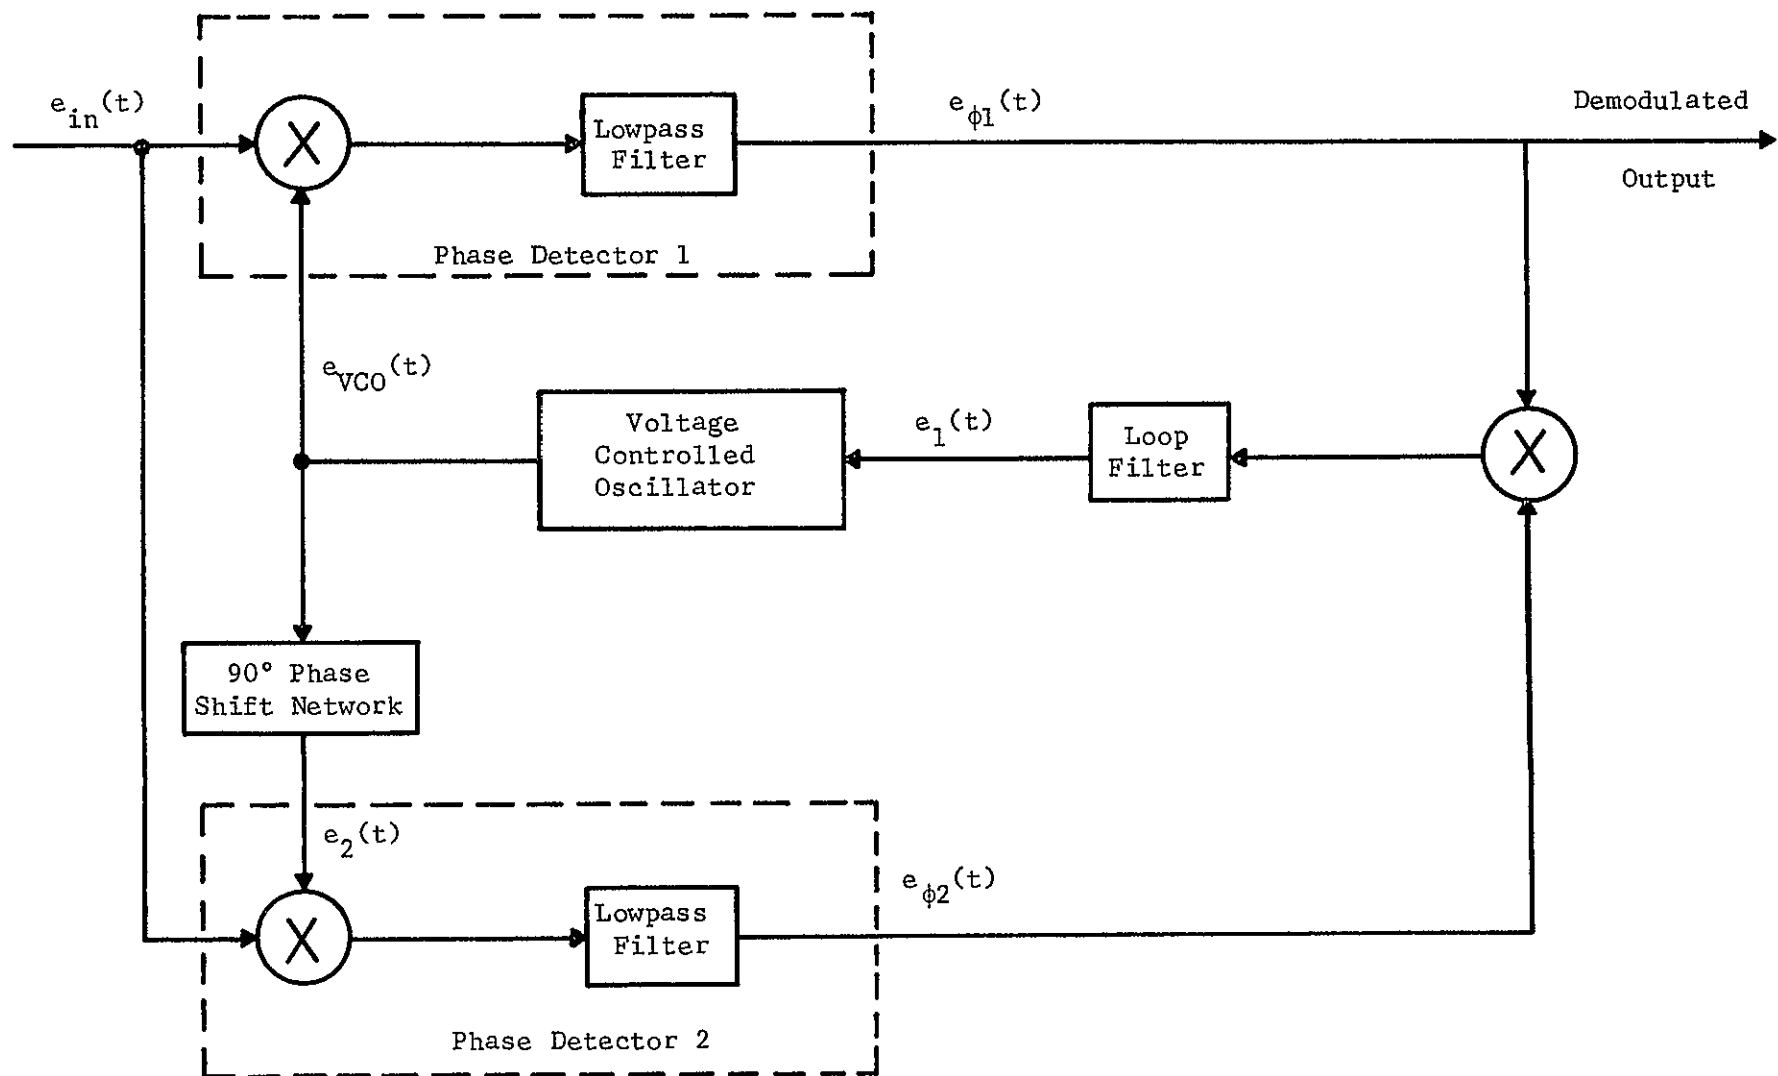 e_in(t)
Lowpass
Filter
e_ϕ1(t)
Demodulated
Output
Phase Detector 1
e_VCO(t)
Voltage
Controlled
Oscillator
e_1(t)
Loop
Filter
90° Phase
Shift Network
e_2(t)
Lowpass
Filter
e_ϕ2(t)
Phase Detector 2
X
X
X